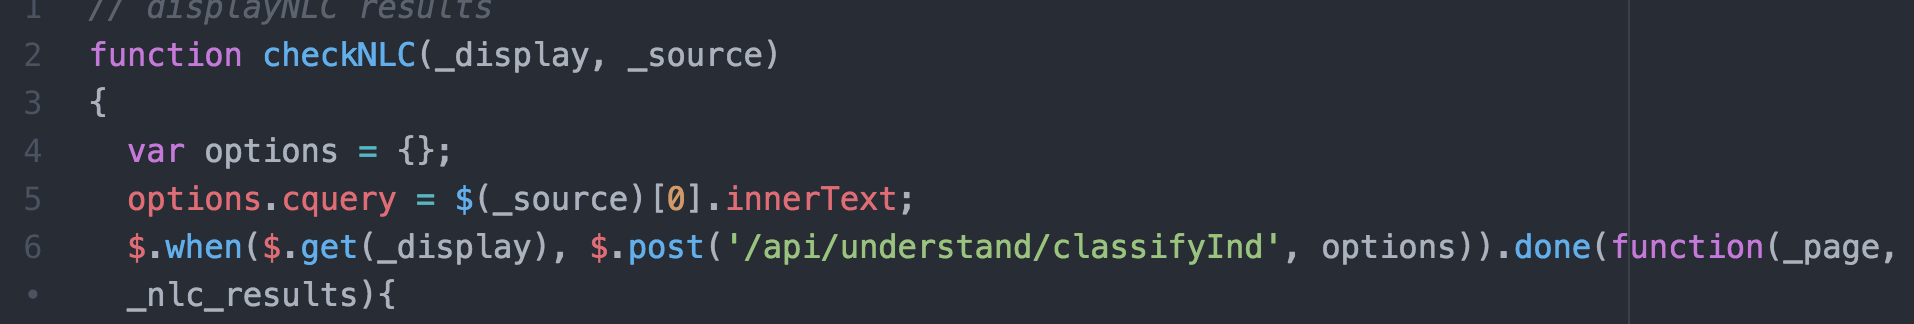 1 // displayNLC results
2 function checkNLC(_display, _source)
3 {
4 var options = {};
5 options.cquery = $(_source)[0].innerText;
6 $.when($.get(_display), $.post('/api/understand/classifyInd', options)).done(function(_page,
• _nlc_results){